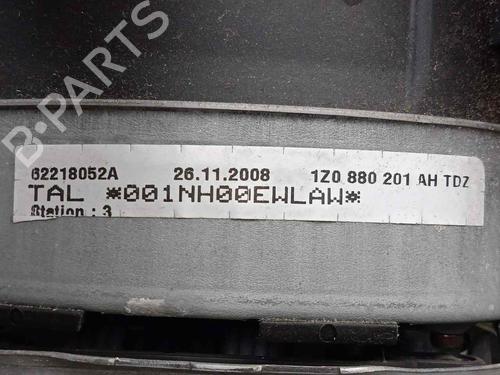 62218052A 26.11.2008 1Z0 880 201 AH TDZ
TAL *001NH00EWLAW*
Station : 3
B-PARTS